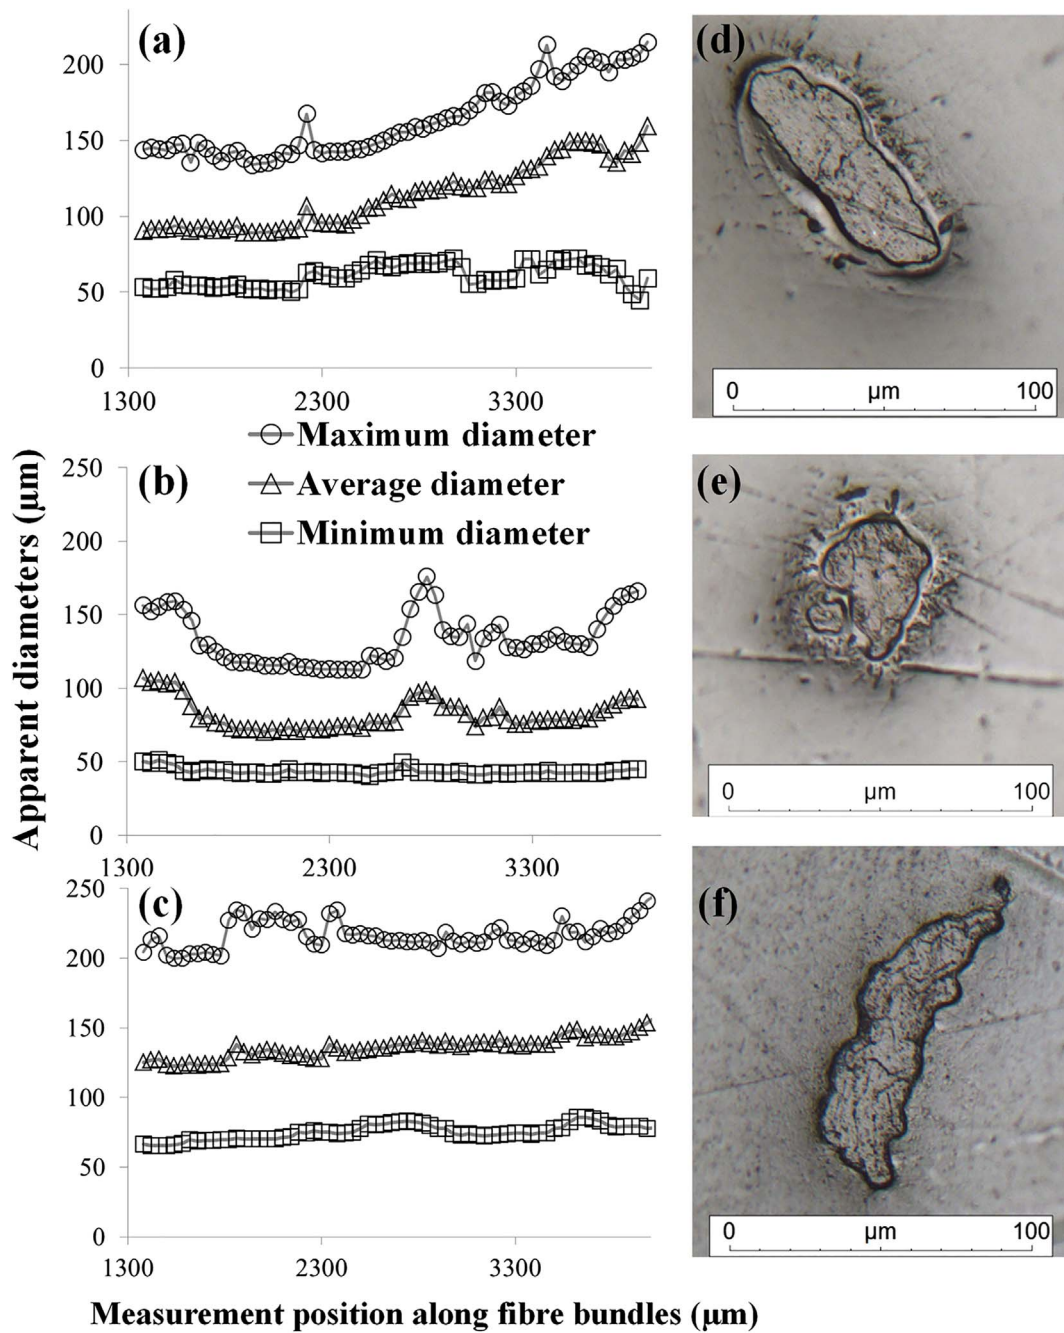 (a)
200
150
100
50
0
1300 2300 3300
Maximum diameter
Average diameter
Minimum diameter
(b)
250
200
150
100
50
0
1300 2300 3300
(c)
250
200
150
100
50
0
1300 2300 3300
Apparent diameters (μm)
Measurement position along fibre bundles (μm)
(d)
0 μm 100
(e)
0 μm 100
(f)
0 μm 100